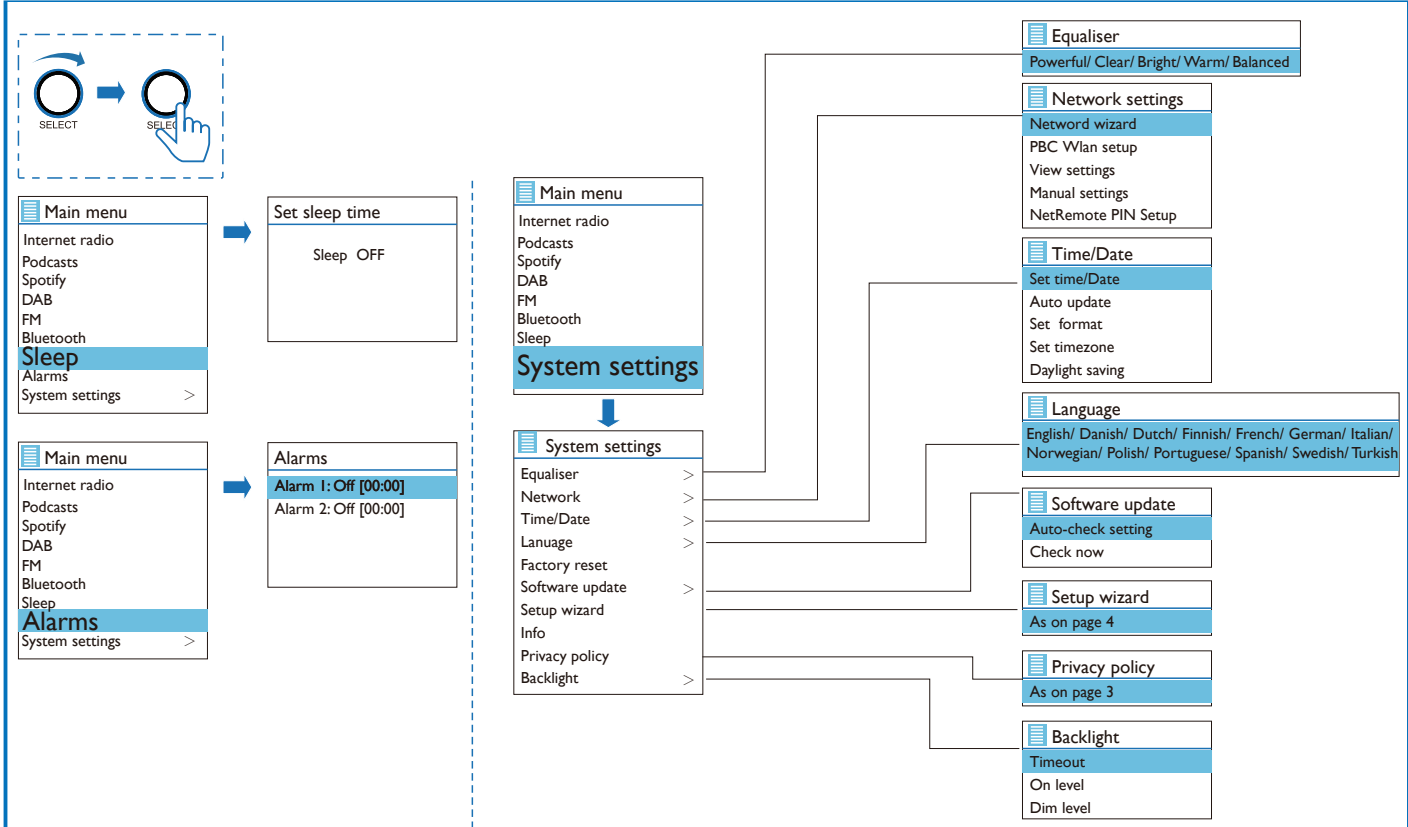 SELECT
SELECT
Main menu
Internet radio
Podcasts
Spotify
DAB
FM
Bluetooth
Sleep
Alarms
System settings >
Set sleep time
Sleep OFF
Main menu
Internet radio
Podcasts
Spotify
DAB
FM
Bluetooth
Sleep
Alarms
System settings >
Alarms
Alarm 1: Off [00:00]
Alarm 2: Off [00:00]
Main menu
Internet radio
Podcasts
Spotify
DAB
FM
Bluetooth
Sleep
System settings
System settings
Equaliser >
Network >
Time/Date >
Lanuage >
Factory reset
Software update >
Setup wizard
Info
Privacy policy
Backlight >
Equaliser
Powerful/ Clear/ Bright/ Warm/ Balanced
Network settings
Netword wizard
PBC Wlan setup
View settings
Manual settings
NetRemote PIN Setup
Time/Date
Set time/Date
Auto update
Set format
Set timezone
Daylight saving
Language
English/ Danish/ Dutch/ Finnish/ French/ German/ Italian/
Norwegian/ Polish/ Portuguese/ Spanish/ Swedish/ Turkish
Software update
Auto-check setting
Check now
Setup wizard
As on page 4
Privacy policy
As on page 3
Backlight
Timeout
On level
Dim level